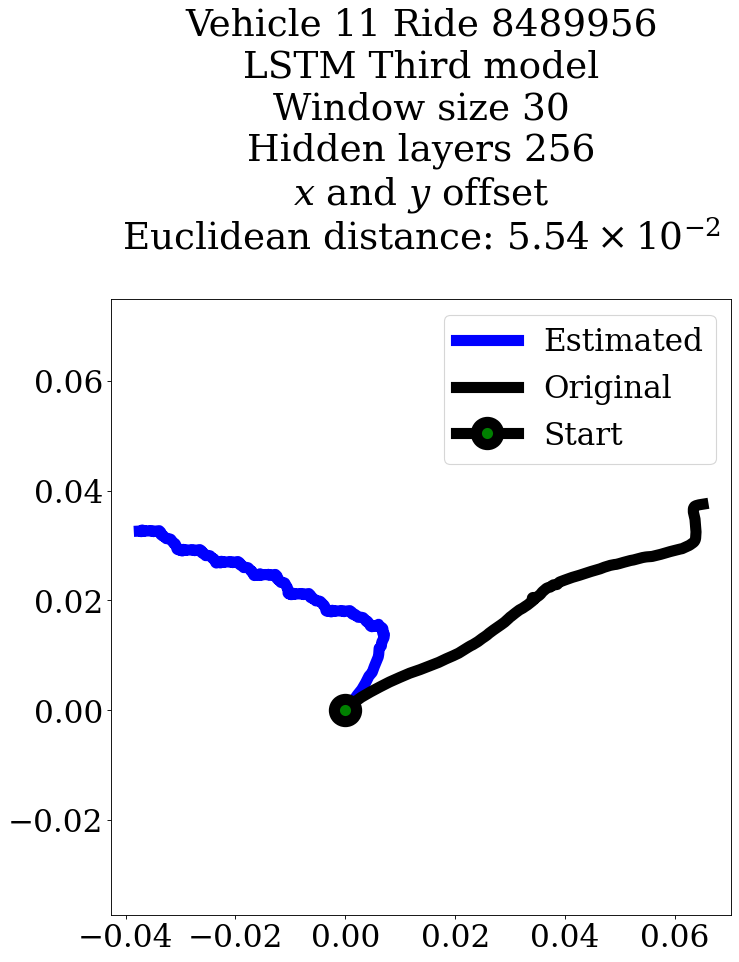 Vehicle 11 Ride 8489956
LSTM Third model
Window size 30
Hidden layers 256
x and y offset
Euclidean distance: 5.54 × 10⁻²
Estimated
Original
Start
0.06
0.04
0.02
0.00
−0.02
−0.04 −0.02 0.00 0.02 0.04 0.06